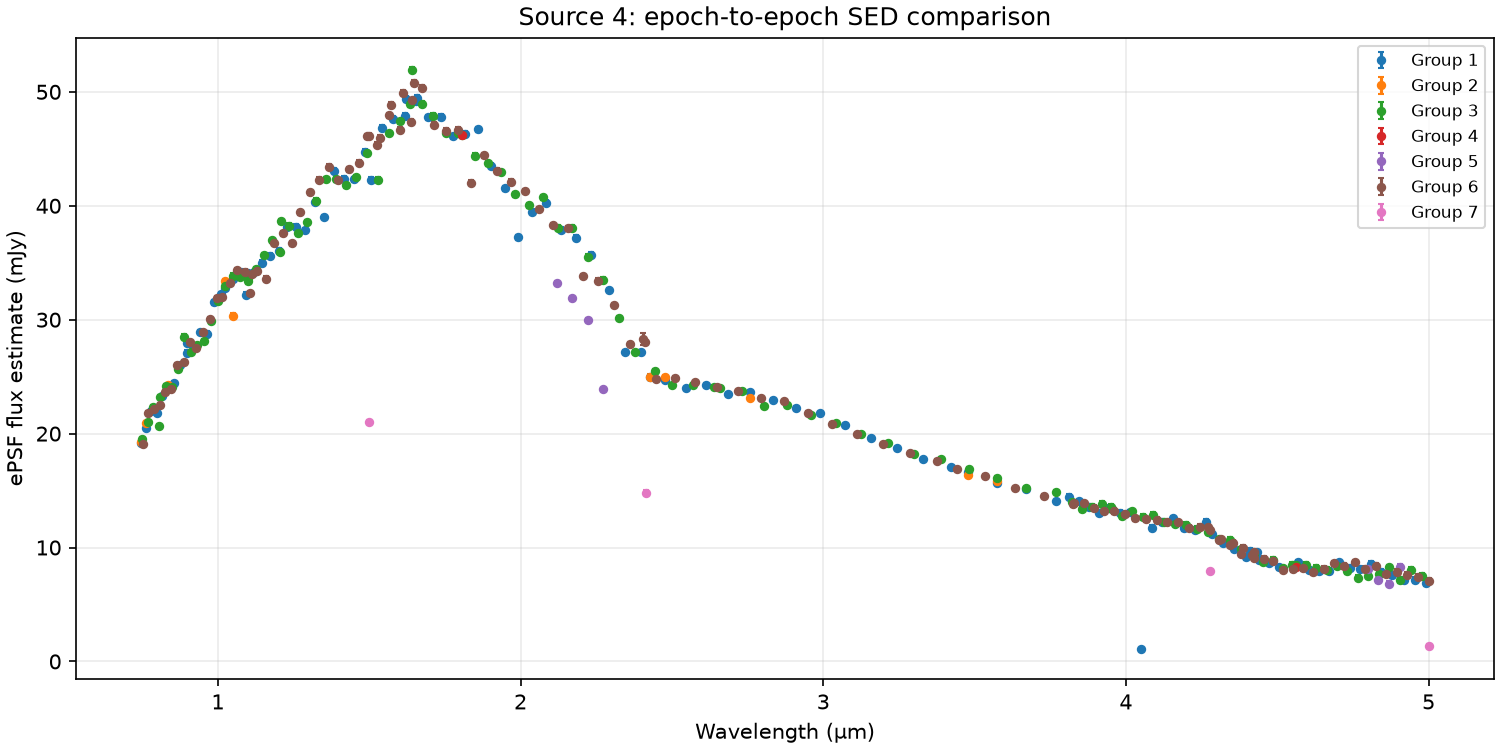 Source 4: epoch-to-epoch SED comparison
ePSF flux estimate (mJy)
50
40
30
20
10
0
1
2
3
4
5
Wavelength (μm)
Group 1
Group 2
Group 3
Group 4
Group 5
Group 6
Group 7